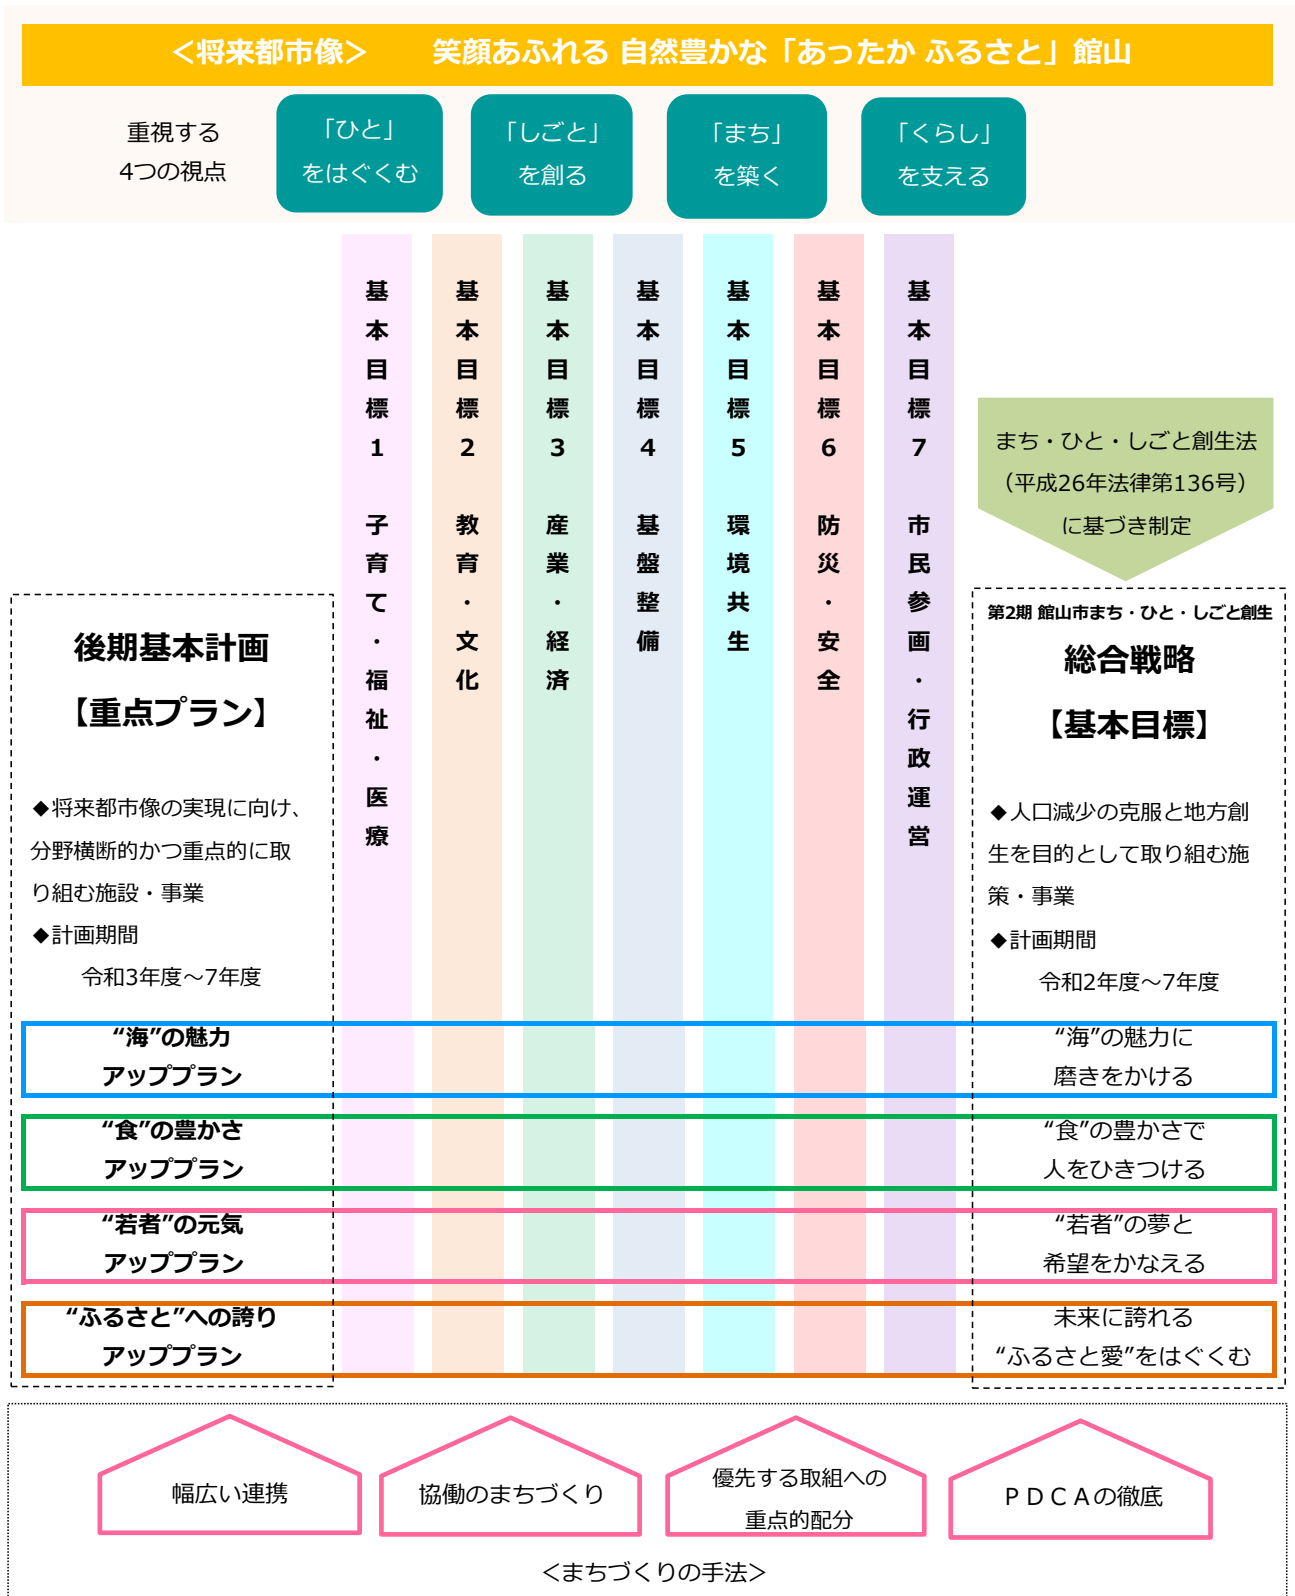 ＜将来都市像＞　　笑顔あふれる 自然豊かな「あったか ふるさと」館山
重視する
4つの視点
「ひと」
をはぐくむ
「しごと」
を創る
「まち」
を築く
「くらし」
を支える
基本目標1　子育て・福祉・医療
基本目標2　教育・文化
基本目標3　産業・経済
基本目標4　基盤整備
基本目標5　環境共生
基本目標6　防災・安全
基本目標7　市民参画・行政運営
まち・ひと・しごと創生法
（平成26年法律第136号）
に基づき制定
後期基本計画
【重点プラン】
◆将来都市像の実現に向け、
分野横断的かつ重点的に取
り組む施設・事業
◆計画期間
令和3年度～7年度
第2期 館山市まち・ひと・しごと創生
総合戦略
【基本目標】
◆人口減少の克服と地方創
生を目的として取り組む施
策・事業
◆計画期間
令和2年度～7年度
“海”の魅力
アッププラン
“海”の魅力に
磨きをかける
“食”の豊かさ
アッププラン
“食”の豊かさで
人をひきつける
“若者”の元気
アッププラン
“若者”の夢と
希望をかなえる
“ふるさと”への誇り
アッププラン
未来に誇れる
“ふるさと愛”をはぐくむ
幅広い連携
協働のまちづくり
優先する取組への
重点的配分
ＰＤＣＡの徹底
＜まちづくりの手法＞